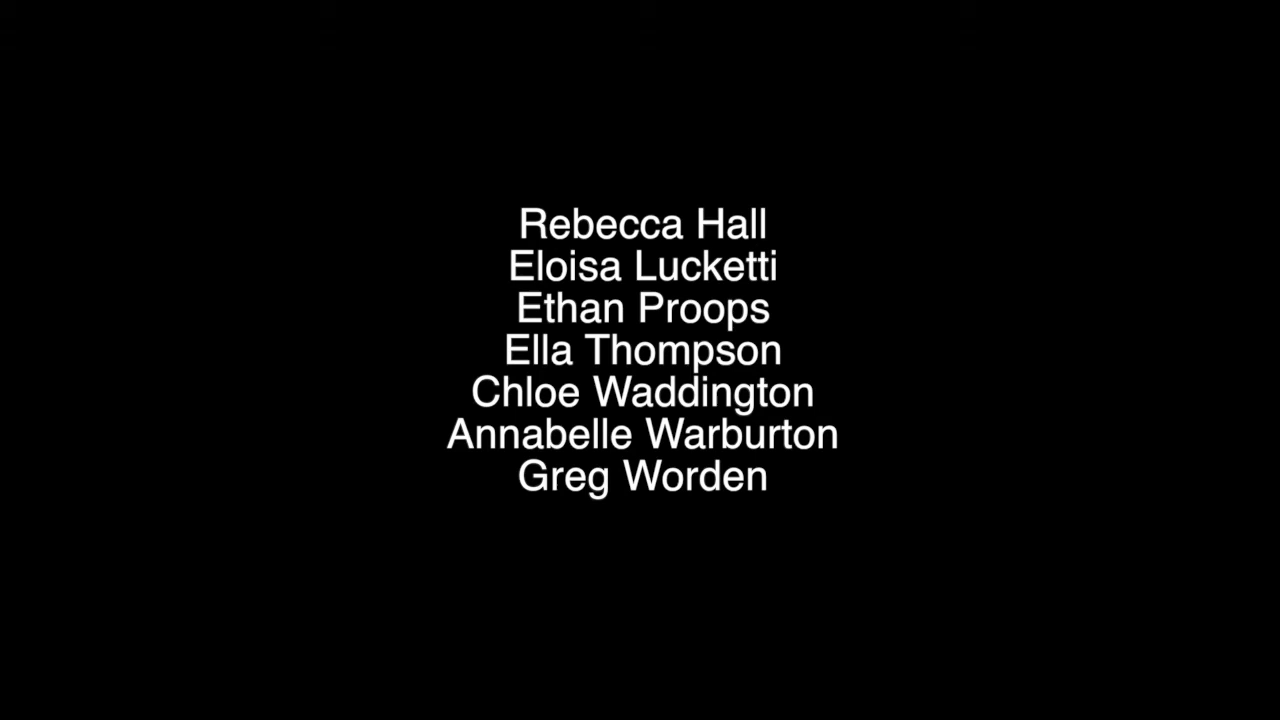 Rebecca Hall
Eloisa Lucketti
Ethan Proops
Ella Thompson
Chloe Waddington
Annabelle Warburton
Greg Worden